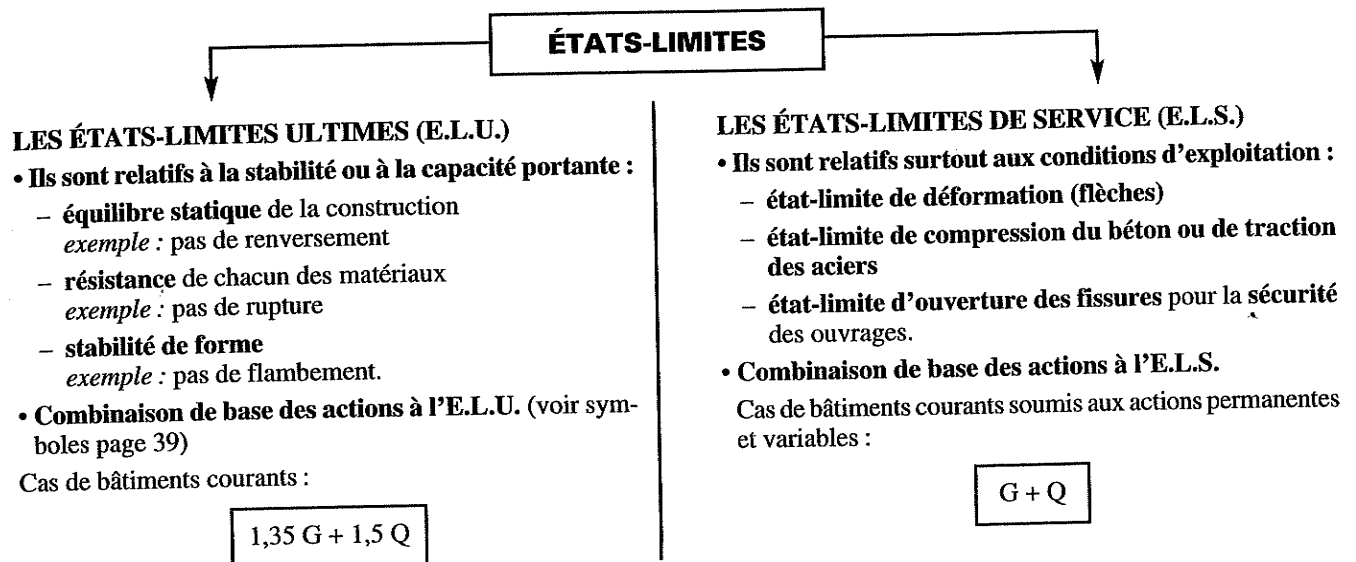 ÉTATS-LIMITES
LES ÉTATS-LIMITES ULTIMES (E.L.U.)
• Ils sont relatifs à la stabilité ou à la capacité portante :
– équilibre statique de la construction
exemple : pas de renversement
– résistance de chacun des matériaux
exemple : pas de rupture
– stabilité de forme
exemple : pas de flambement.
• Combinaison de base des actions à l’E.L.U. (voir sym-
boles page 39)
Cas de bâtiments courants :
1,35 G + 1,5 Q
LES ÉTATS-LIMITES DE SERVICE (E.L.S.)
• Ils sont relatifs surtout aux conditions d’exploitation :
– état-limite de déformation (flèches)
– état-limite de compression du béton ou de traction
des aciers
– état-limite d’ouverture des fissures pour la sécurité
des ouvrages.
• Combinaison de base des actions à l’E.L.S.
Cas de bâtiments courants soumis aux actions permanentes
et variables :
G + Q